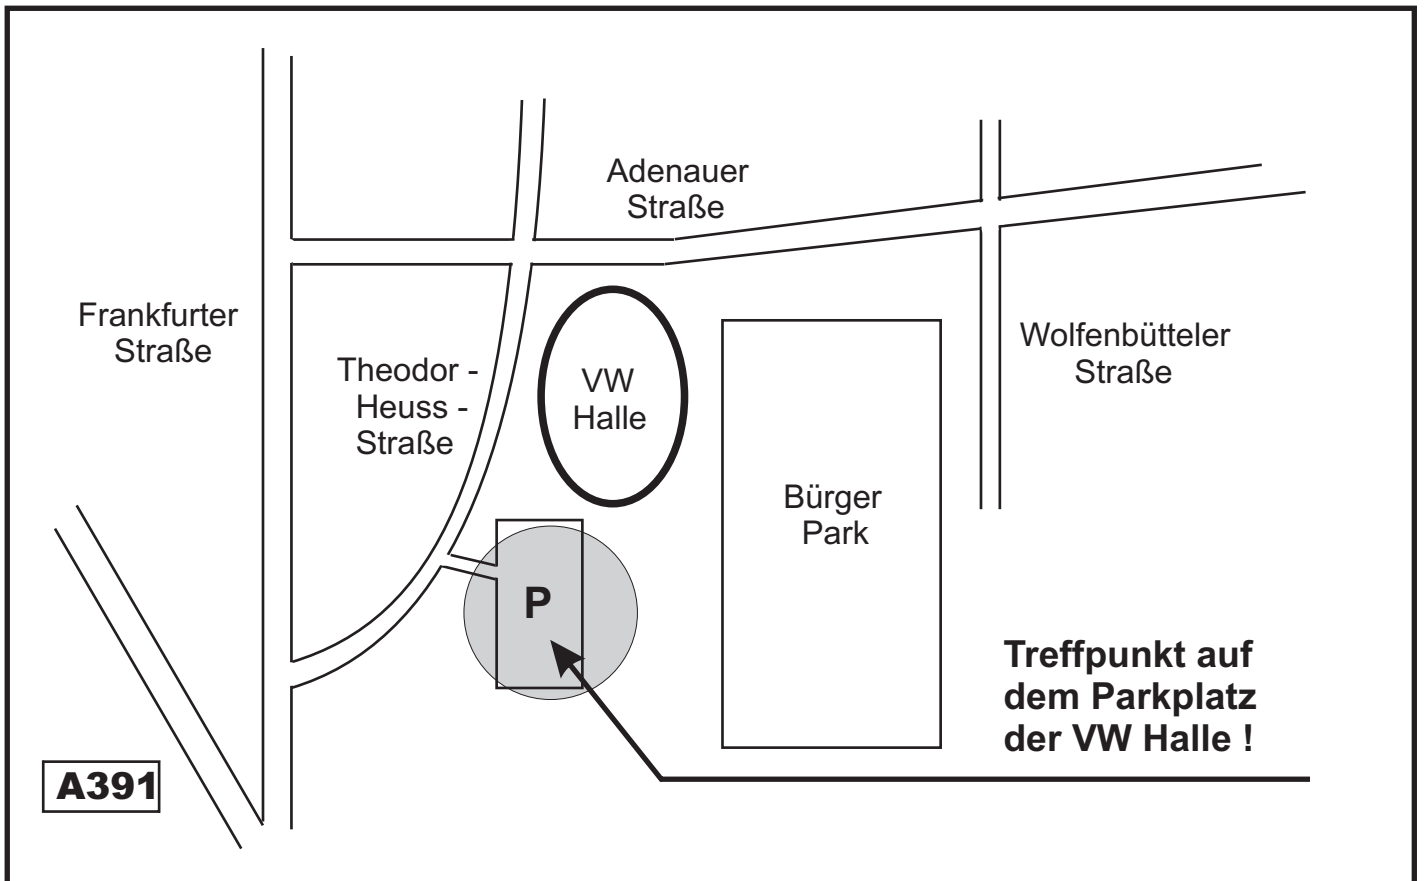 Adenauer
Straße
Frankfurter
Straße
Theodor -
Heuss -
Straße
VW
Halle
Wolfenbütteler
Straße
Bürger
Park
P
Treffpunkt auf
dem Parkplatz
der VW Halle !
A391